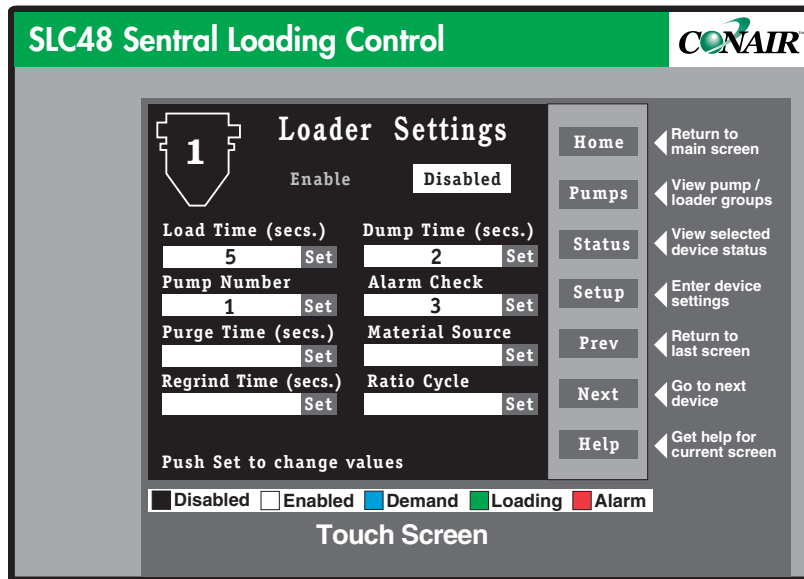 SLC48 Sentral Loading Control
CONAIR™
1
Loader Settings
Enable Disabled
Load Time (secs.) Dump Time (secs.)
5 Set 2 Set
Pump Number Alarm Check
1 Set 3 Set
Purge Time (secs.) Material Source
Set Set
Regrind Time (secs.) Ratio Cycle
Set Set
Push Set to change values
Home
Return to
main screen
Pumps
View pump /
loader groups
Status
View selected
device status
Setup
Enter device
settings
Prev
Return to
last screen
Next
Go to next
device
Help
Get help for
current screen
Disabled Enabled Demand Loading Alarm
Touch Screen